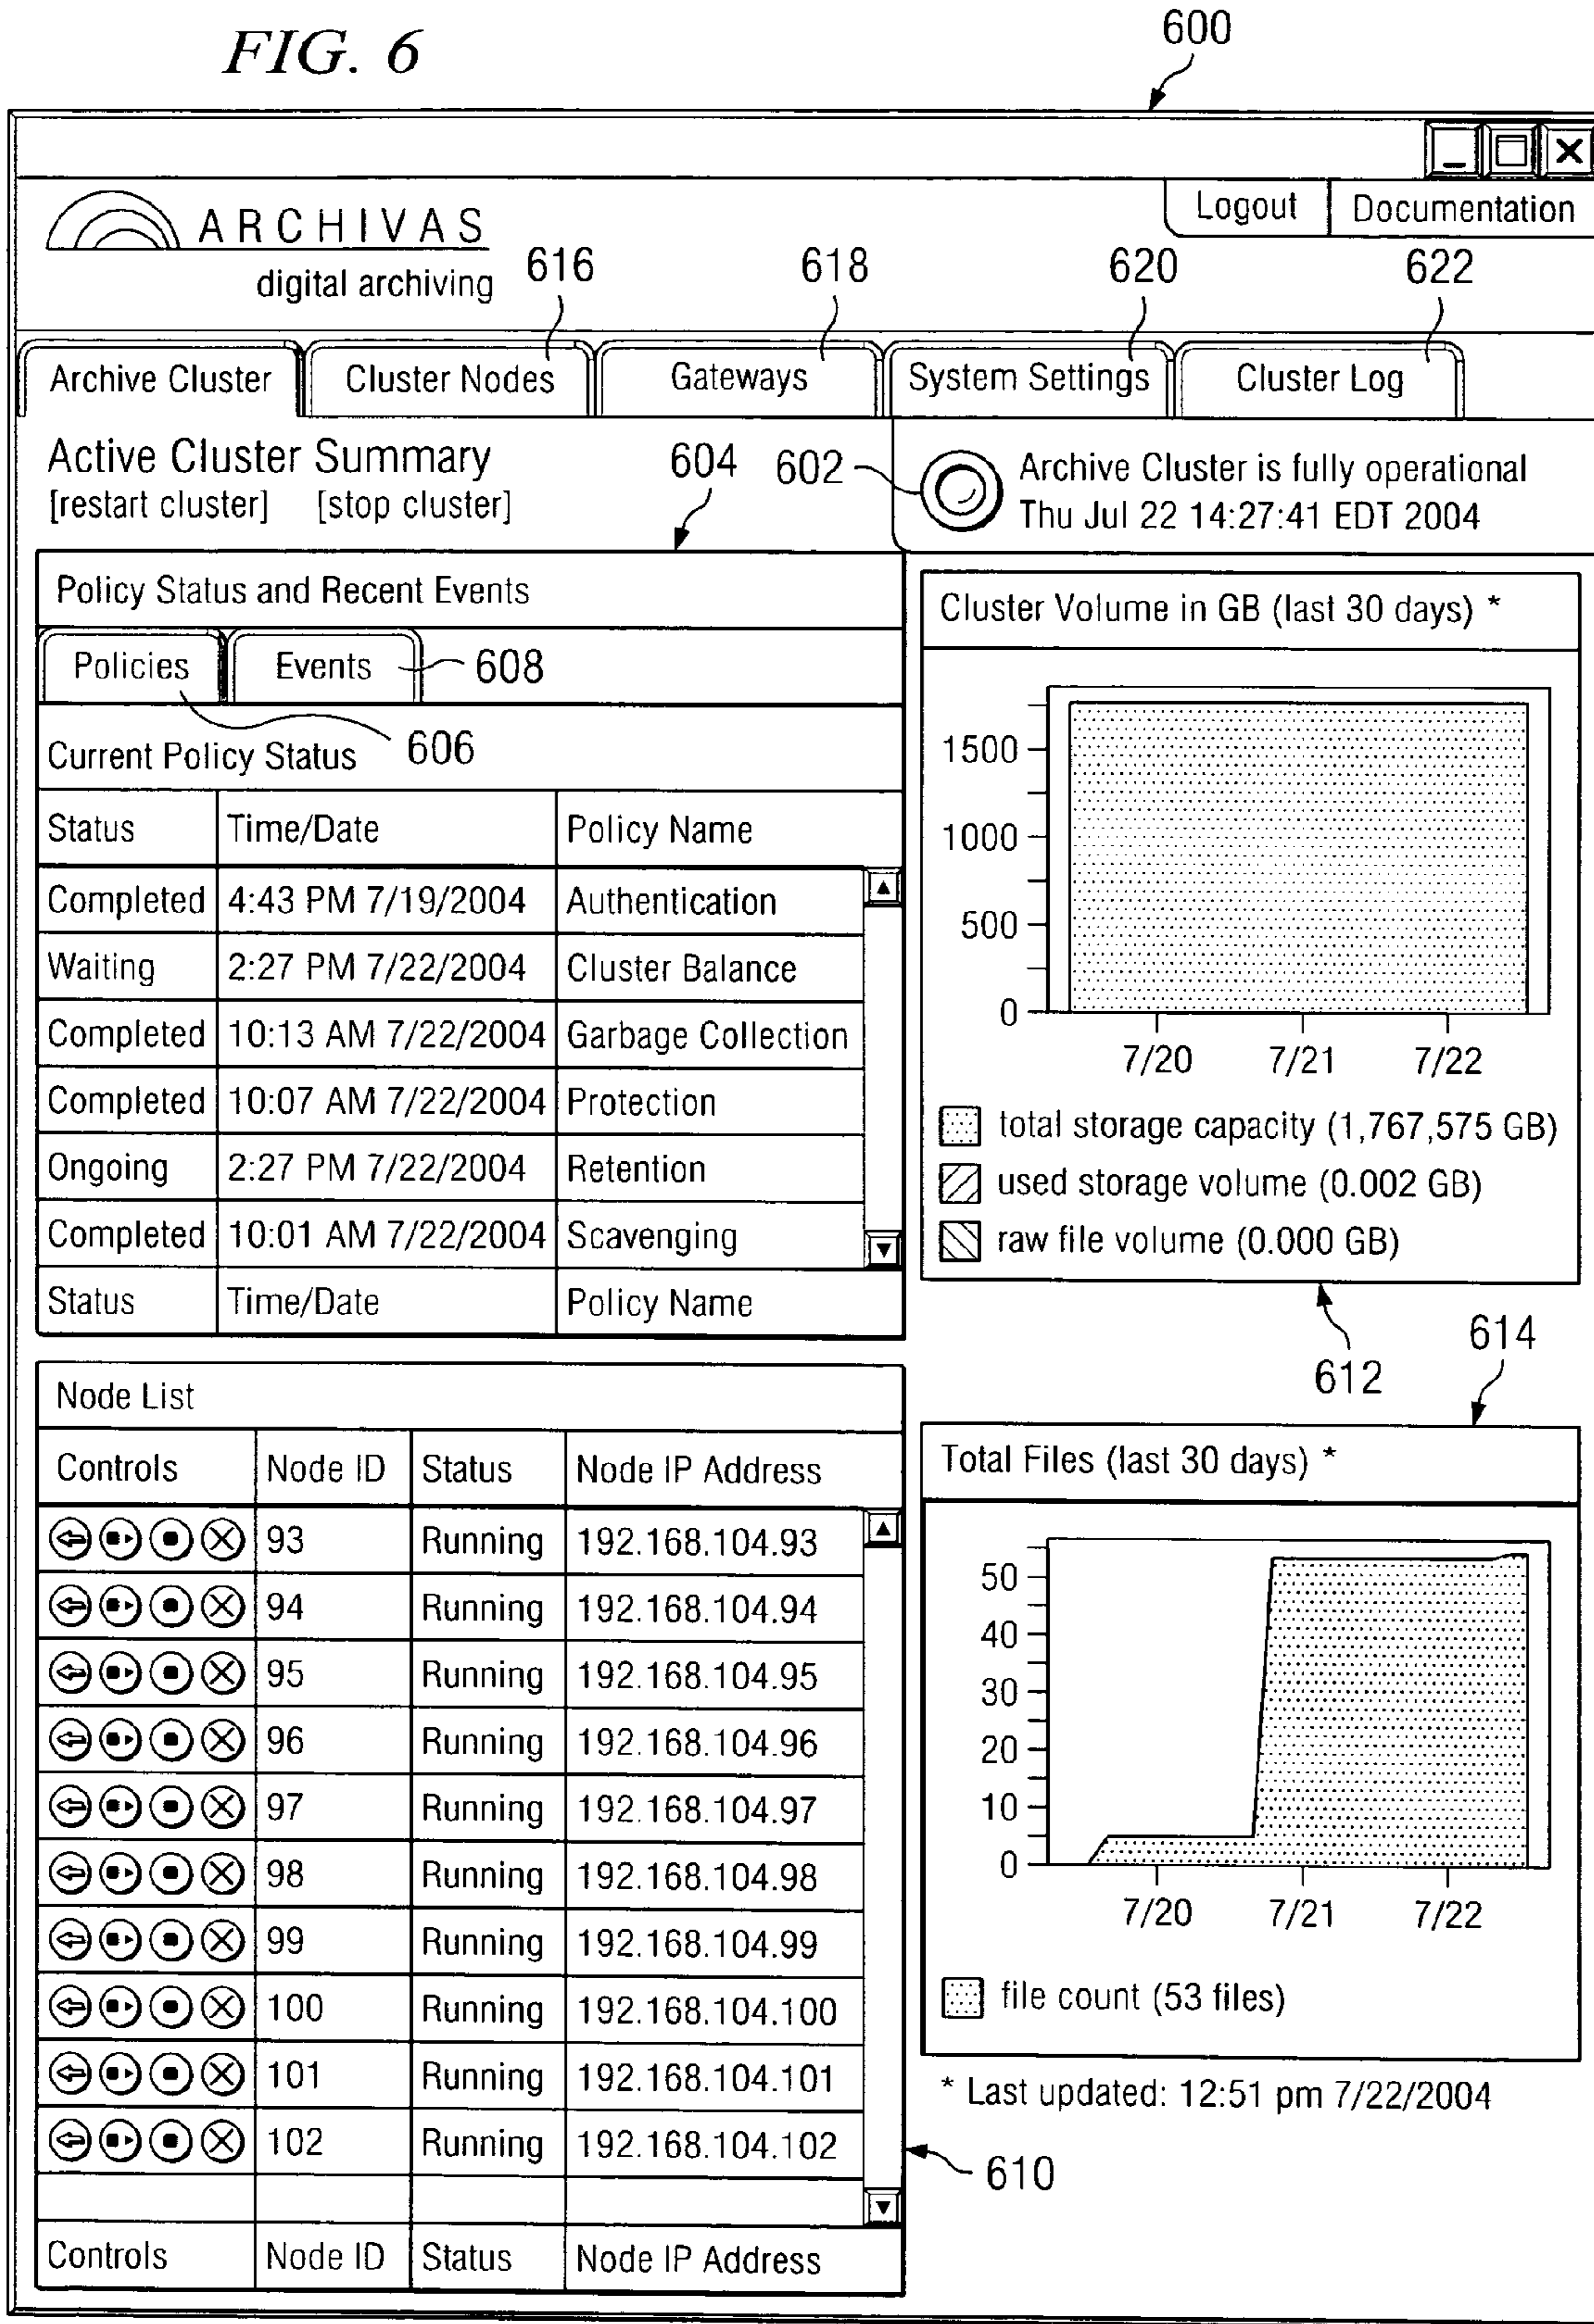 FIG. 6
600
Logout Documentation
ARCHIVAS
digital archiving
616 618 620 622
Archive Cluster Cluster Nodes Gateways System Settings Cluster Log
Active Cluster Summary
[restart cluster] [stop cluster]
604 602
Archive Cluster is fully operational
Thu Jul 22 14:27:41 EDT 2004
Policy Status and Recent Events
Policies Events 608
606
Current Policy Status
Status Time/Date Policy Name
Completed 4:43 PM 7/19/2004 Authentication
Waiting 2:27 PM 7/22/2004 Cluster Balance
Completed 10:13 AM 7/22/2004 Garbage Collection
Completed 10:07 AM 7/22/2004 Protection
Ongoing 2:27 PM 7/22/2004 Retention
Completed 10:01 AM 7/22/2004 Scavenging
Status Time/Date Policy Name
Cluster Volume in GB (last 30 days) *
1500
1000
500
0
7/20 7/21 7/22
total storage capacity (1,767,575 GB)
used storage volume (0.002 GB)
raw file volume (0.000 GB)
612
614
Node List
Controls Node ID Status Node IP Address
93 Running 192.168.104.93
94 Running 192.168.104.94
95 Running 192.168.104.95
96 Running 192.168.104.96
97 Running 192.168.104.97
98 Running 192.168.104.98
99 Running 192.168.104.99
100 Running 192.168.104.100
101 Running 192.168.104.101
102 Running 192.168.104.102
Controls Node ID Status Node IP Address
610
Total Files (last 30 days) *
50
40
30
20
10
0
7/20 7/21 7/22
file count (53 files)
* Last updated: 12:51 pm 7/22/2004